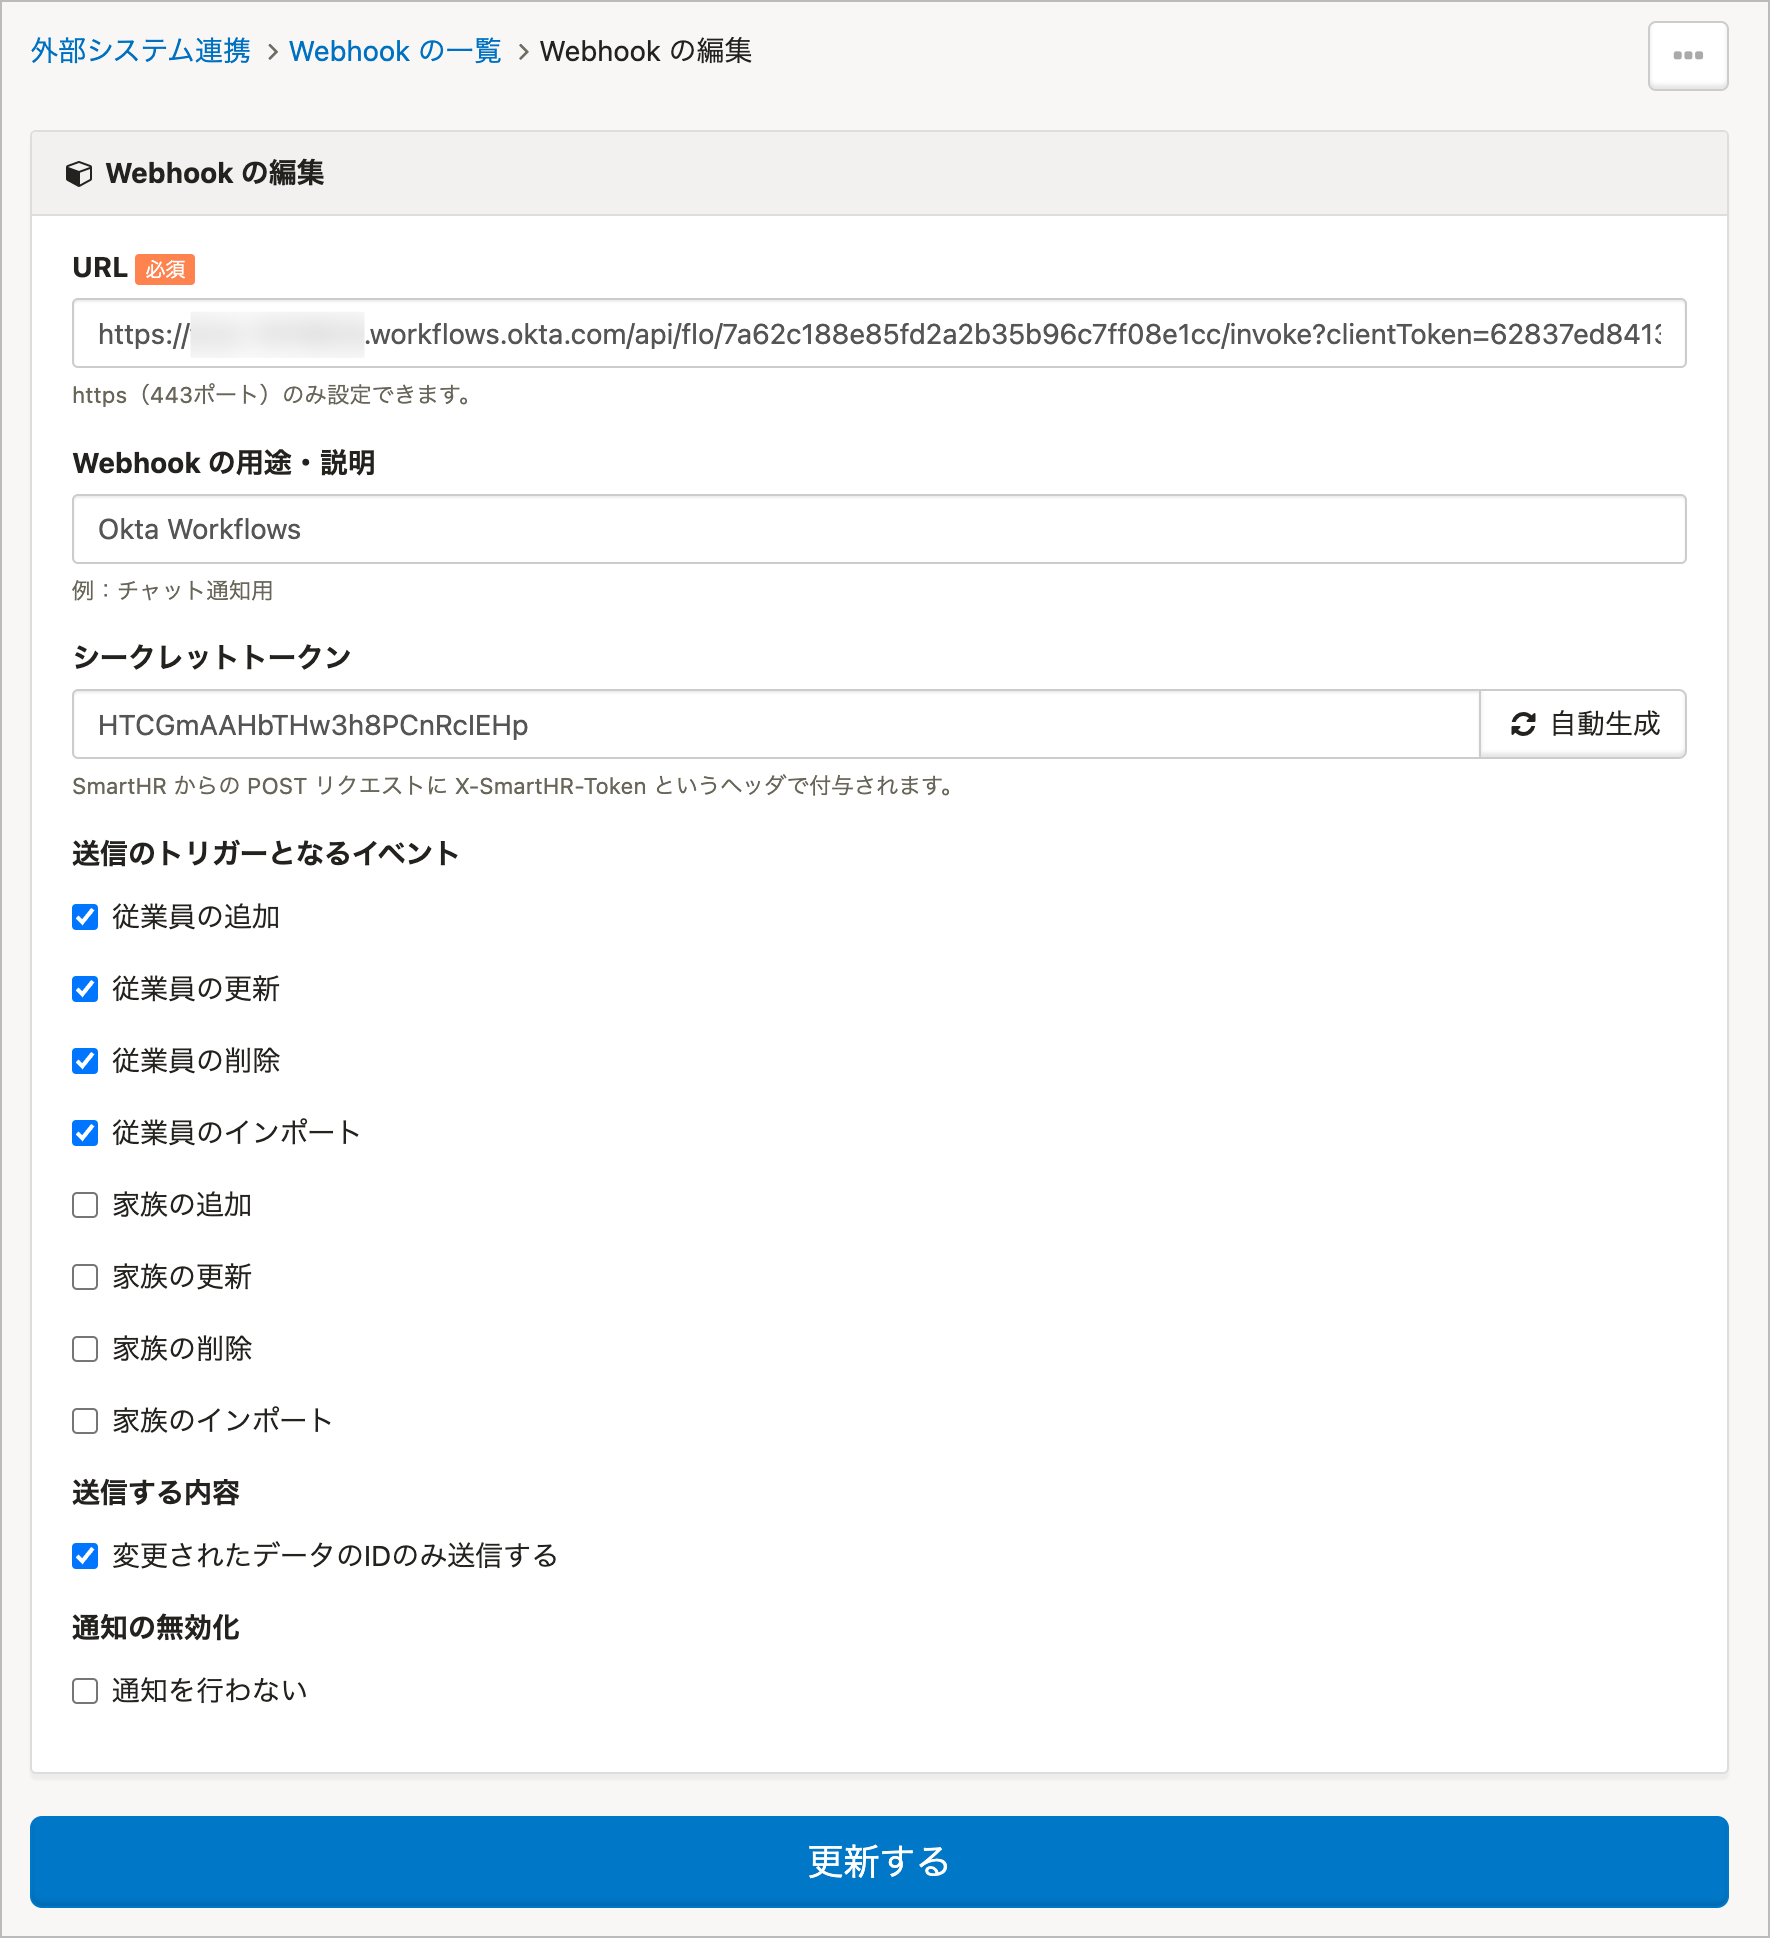 外部システム連携 > Webhook の一覧 > Webhook の編集
Webhook の編集
URL 必須
https://.workflows.okta.com/api/flo/7a62c188e85fd2a2b35b96c7ff08e1cc/invoke?clientToken=62837ed8413
https（443ポート）のみ設定できます。
Webhook の用途・説明
Okta Workflows
例：チャット通知用
シークレットトークン
HTCGmAAHbTHw3h8PCnRcIEHp
自動生成
SmartHR からの POST リクエストに X-SmartHR-Token というヘッダで付与されます。
送信のトリガーとなるイベント
従業員の追加
従業員の更新
従業員の削除
従業員のインポート
家族の追加
家族の更新
家族の削除
家族のインポート
送信する内容
変更されたデータのIDのみ送信する
通知の無効化
通知を行わない
更新する